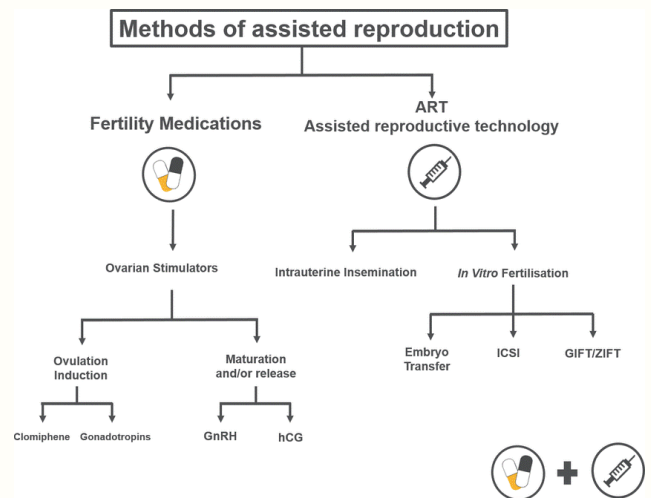 Methods of assisted reproduction
Fertility Medications
ART
Assisted reproductive technology
Ovarian Stimulators
Intrauterine Insemination
In Vitro Fertilisation
Ovulation
Induction
Maturation
and/or release
Embryo
Transfer
ICSI
GIFT/ZIFT
Clomiphene
Gonadotropins
GnRH
hCG